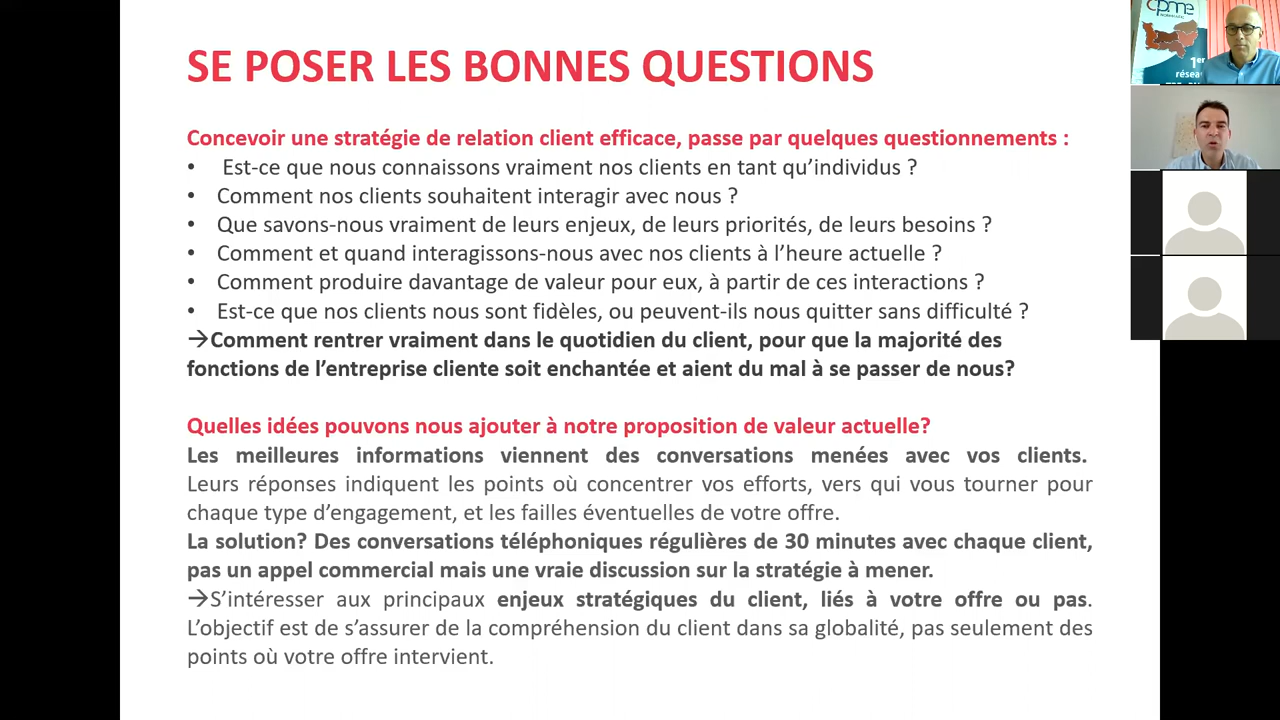 SE POSER LES BONNES QUESTIONS
Concevoir une stratégie de relation client efficace, passe par quelques questionnements :
• Est-ce que nous connaissons vraiment nos clients en tant qu’individus ?
• Comment nos clients souhaitent interagir avec nous ?
• Que savons-nous vraiment de leurs enjeux, de leurs priorités, de leurs besoins ?
• Comment et quand interagissons-nous avec nos clients à l’heure actuelle ?
• Comment produire davantage de valeur pour eux, à partir de ces interactions ?
• Est-ce que nos clients nous sont fidèles, ou peuvent-ils nous quitter sans difficulté ?
→Comment rentrer vraiment dans le quotidien du client, pour que la majorité des
fonctions de l’entreprise cliente soit enchantée et aient du mal à se passer de nous?
Quelles idées pouvons nous ajouter à notre proposition de valeur actuelle?
Les meilleures informations viennent des conversations menées avec vos clients.
Leurs réponses indiquent les points où concentrer vos efforts, vers qui vous tourner pour
chaque type d’engagement, et les failles éventuelles de votre offre.
La solution? Des conversations téléphoniques régulières de 30 minutes avec chaque client,
pas un appel commercial mais une vraie discussion sur la stratégie à mener.
→S’intéresser aux principaux enjeux stratégiques du client, liés à votre offre ou pas.
L’objectif est de s’assurer de la compréhension du client dans sa globalité, pas seulement des
points où votre offre intervient.
cpme
1er
réseau